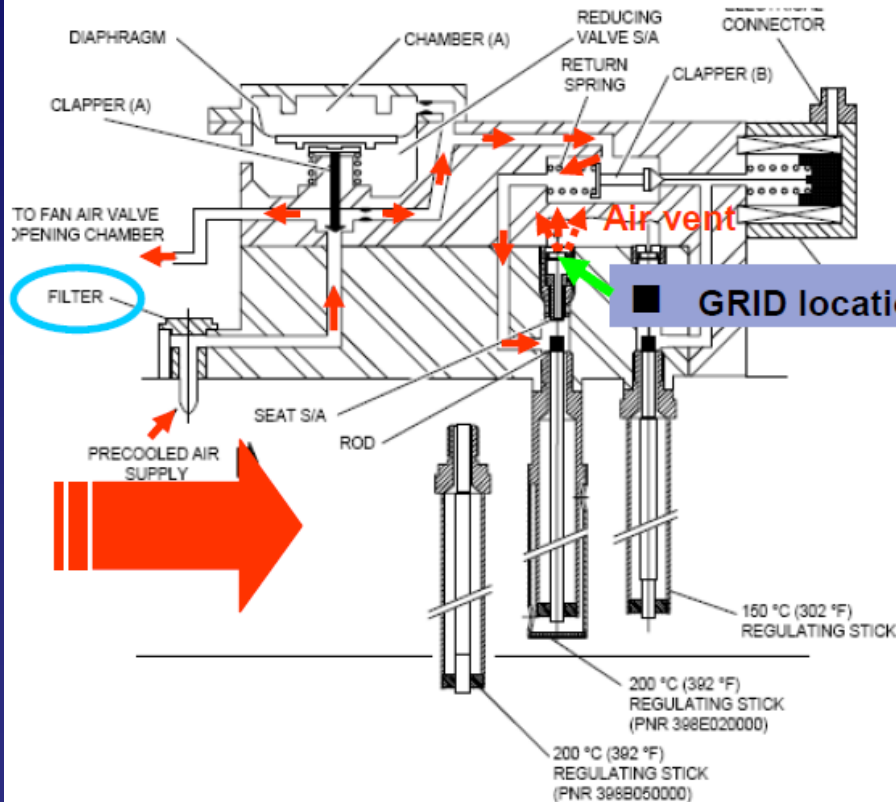 DIAPHRAGM
CHAMBER (A)
REDUCING
VALVE S/A
CONNECTOR
CLAPPER (A)
RETURN
SPRING
CLAPPER (B)
TO FAN AIR VALVE
OPENING CHAMBER
Air vent
FILTER
■ GRID locatio
SEAT S/A
ROD
PRECOOLED AIR
SUPPLY
150 °C (302 °F)
REGULATING STICK
200 °C (392 °F)
REGULATING STICK
(PNR 398E020000)
200 °C (392 °F)
REGULATING STICK
(PNR 398B050000)